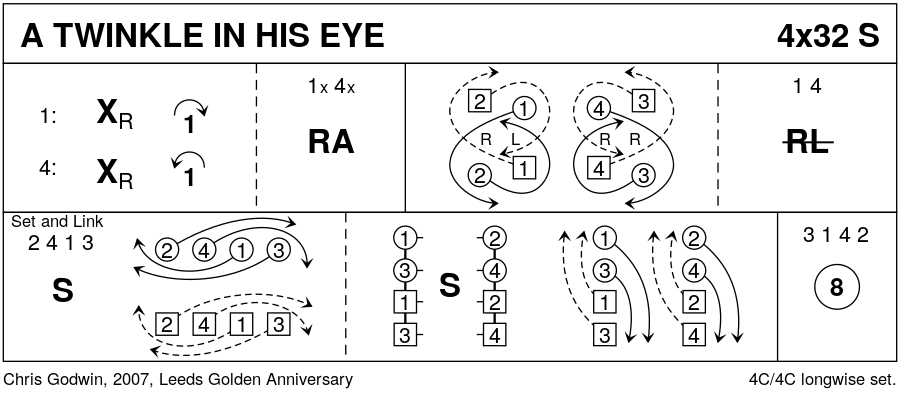 A TWINKLE IN HIS EYE 4x32 S
1: XR 1
4: XR 1
1x 4x
RA
2 1 4 3
R L R R
2 1 4 3
1 4
RL
Set and Link
2 4 1 3
S
2 4 1 3
2 4 1 3
1 2 1 2
3 4 3 4
S
1 2 1 2
3 4 3 4
3 1 4 2
8
Chris Godwin, 2007, Leeds Golden Anniversary
4C/4C longwise set.